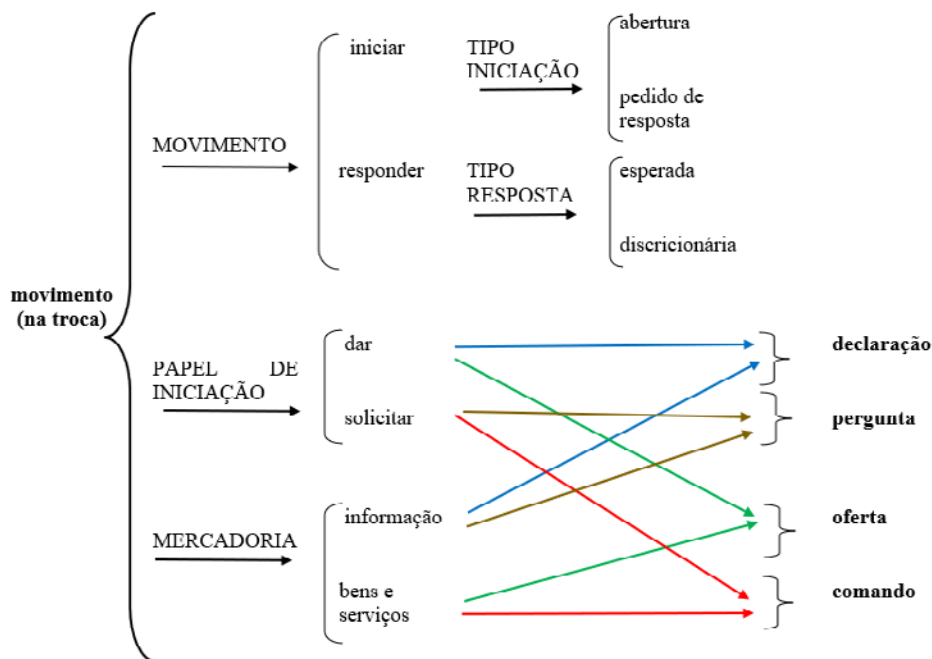 abertura
iniciar
TIPO
INICIAÇÃO
pedido de
resposta
MOVIMENTO
responder
TIPO
RESPOSTA
esperada
discricionária
movimento
(na troca)
dar
declaração
PAPEL DE
INICIAÇÃO
solicitar
pergunta
informação
oferta
MERCADORIA
bens e
serviços
comando